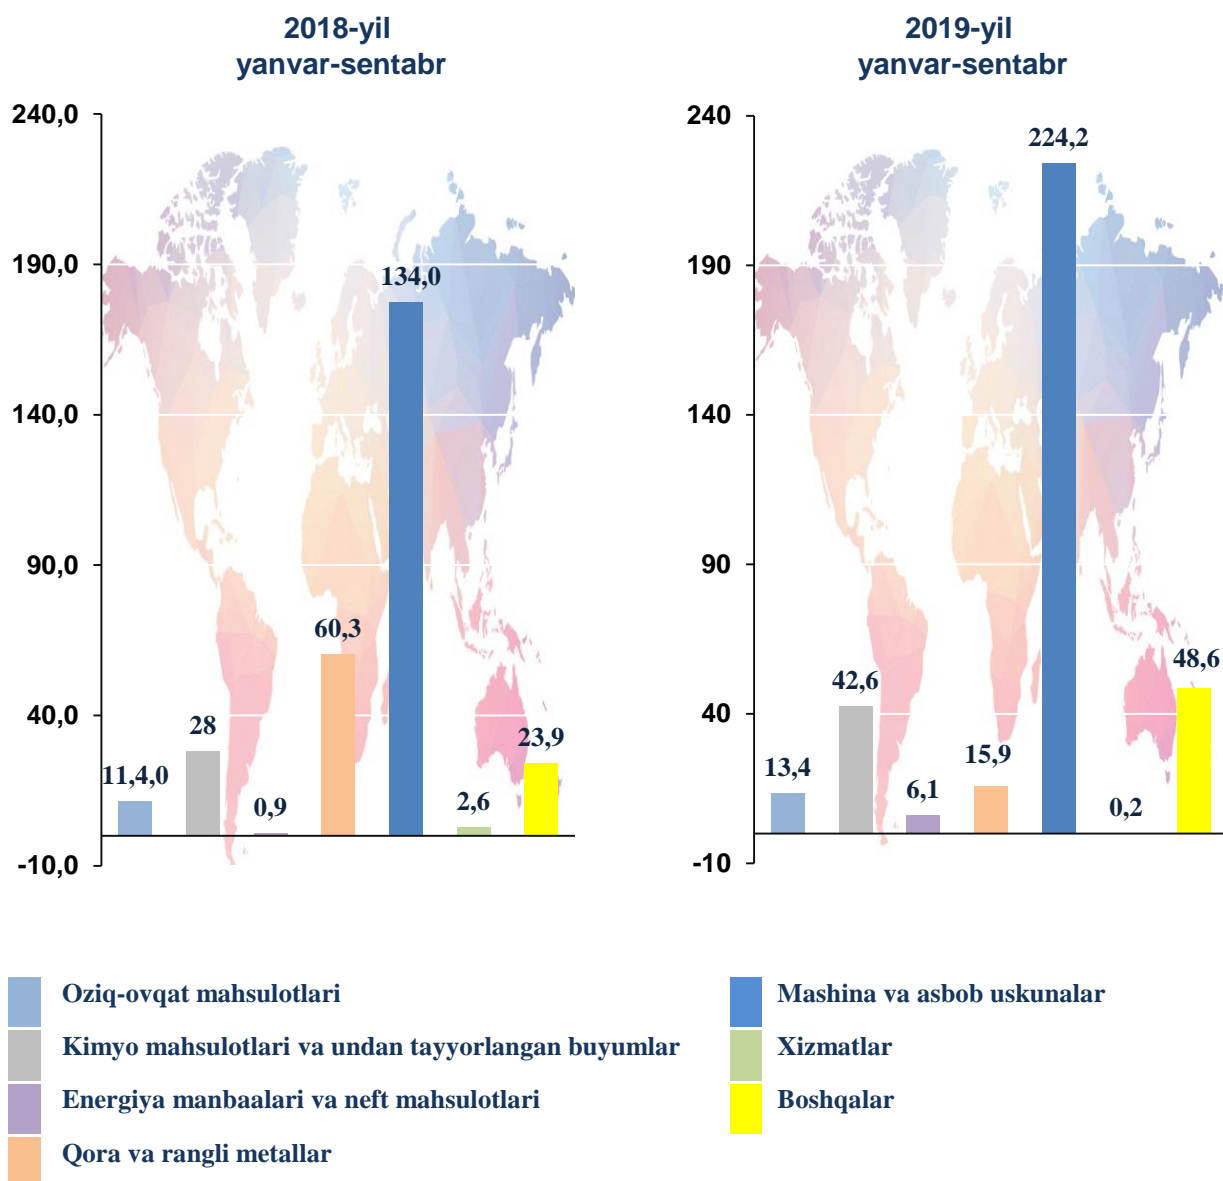 2018-yil
yanvar-sentabr
240,0
190,0
140,0
90,0
40,0
-10,0
11,4,0
28
0,9
60,3
134,0
2,6
23,9
2019-yil
yanvar-sentabr
240
190
140
90
40
-10
13,4
42,6
6,1
15,9
224,2
0,2
48,6
Oziq-ovqat mahsulotlari
Kimyo mahsulotlari va undan tayyorlangan buyumlar
Energiya manbaalari va neft mahsulotlari
Qora va rangli metallar
Mashina va asbob uskunalar
Xizmatlar
Boshqalar